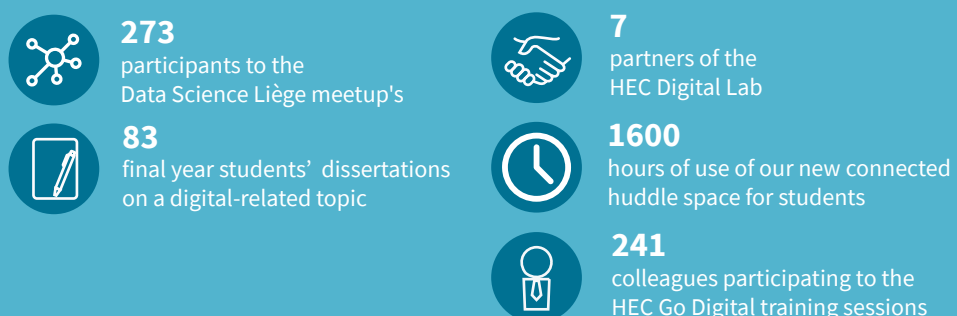 273
participants to the
Data Science Liège meetup's
83
final year students’ dissertations
on a digital-related topic
7
partners of the
HEC Digital Lab
1600
hours of use of our new connected
huddle space for students
241
colleagues participating to the
HEC Go Digital training sessions